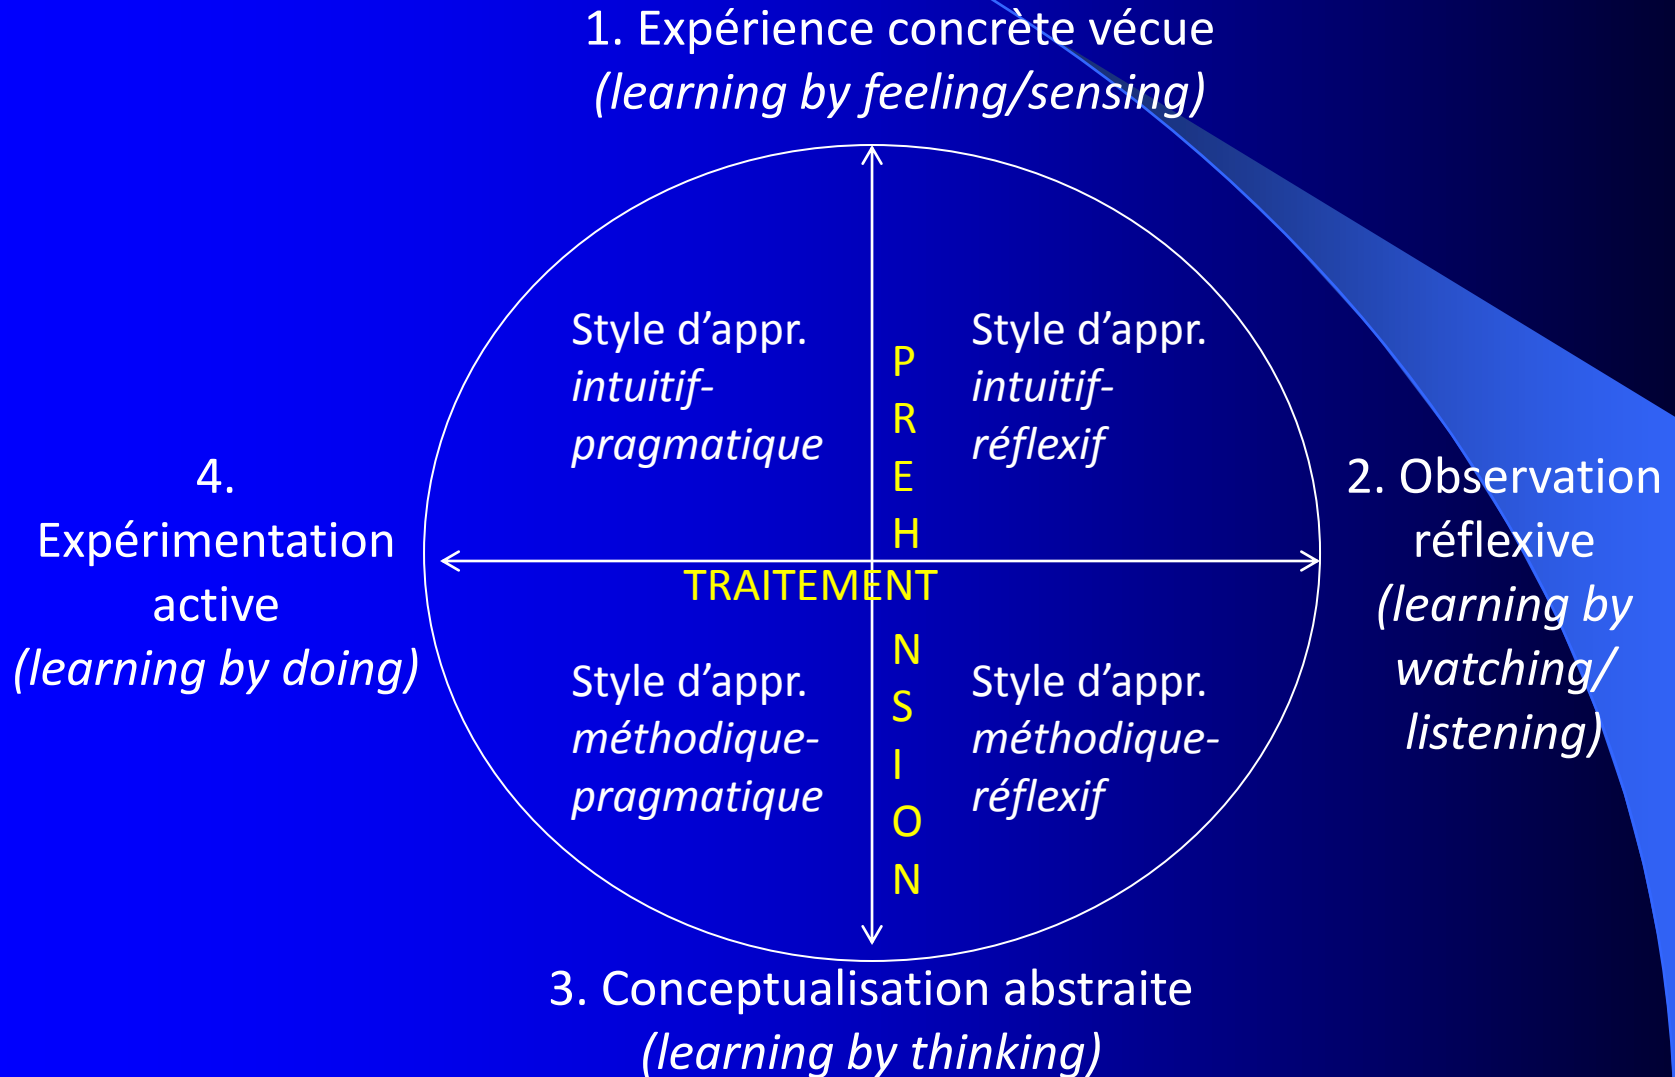 1. Expérience concrète vécue
(learning by feeling/sensing)
Style d’appr.
intuitif-
pragmatique
Style d’appr.
intuitif-
réflexif
P
R
E
H
E
N
S
I
O
N
TRAITEMENT
4.
Expérimentation
active
(learning by doing)
2. Observation
réflexive
(learning by
watching/
listening)
Style d’appr.
méthodique-
pragmatique
Style d’appr.
méthodique-
réflexif
3. Conceptualisation abstraite
(learning by thinking)